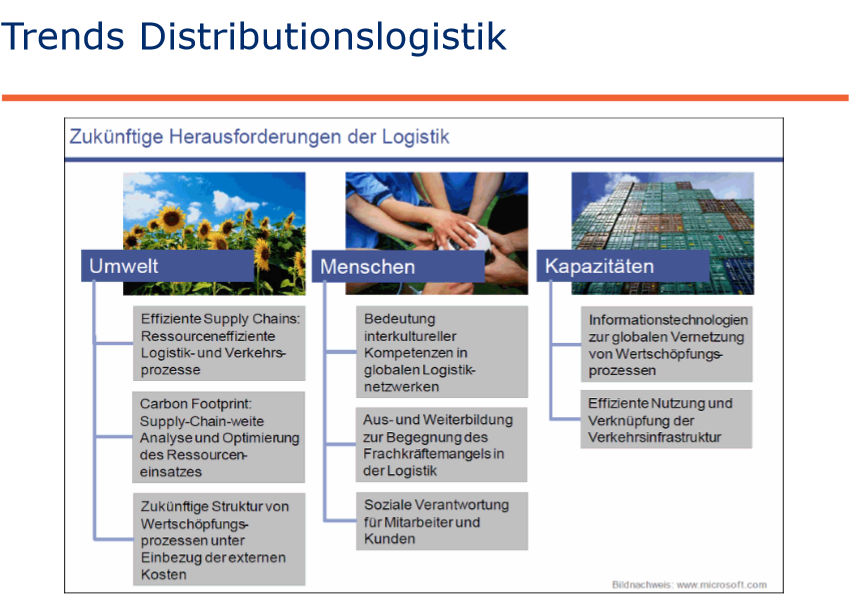 Trends Distributionslogistik
Zukünftige Herausforderungen der Logistik
Umwelt
Effiziente Supply Chains:
Ressourceneffiziente
Logistik- und Verkehrs-
prozesse
Carbon Footprint:
Supply-Chain-weite
Analyse und Optimierung
des Ressourcen-
einsatzes
Zukünftige Struktur von
Wertschöpfungs-
prozessen unter
Einbezug der externen
Kosten
Menschen
Bedeutung
interkultureller
Kompetenzen in
globalen Logistik-
netzwerken
Aus- und Weiterbildung
zur Begegnung des
Frachkräftemangels in
der Logistik
Soziale Verantwortung
für Mitarbeiter und
Kunden
Kapazitäten
Informationstechnologien
zur globalen Vernetzung
von Wertschöpfungs-
prozessen
Effiziente Nutzung und
Verknüpfung der
Verkehrsinfrastruktur
Bildnachweis: www.microsoft.com